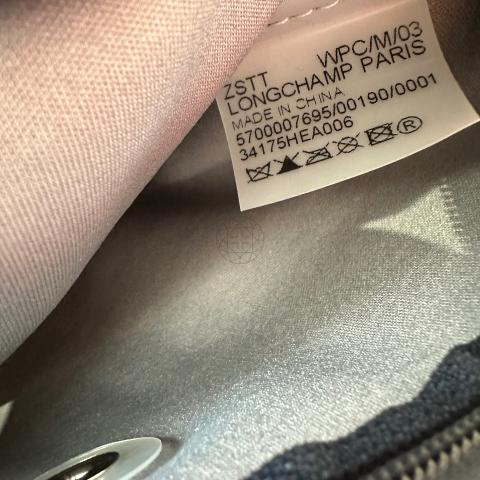 ZSTT WPC/M/03
LONGCHAMP PARIS
MADE IN CHINA
5700007695/00190/0001
34175HEA006
®